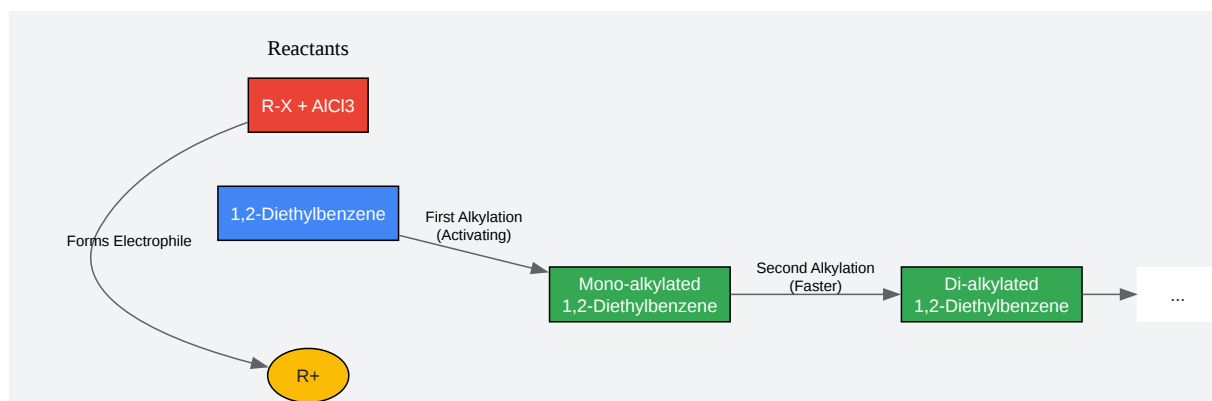 Reactants
R-X + AlCl3
1,2-Diethylbenzene
First Alkylation
(Activating)
Forms Electrophile
Mono-alkylated
1,2-Diethylbenzene
Second Alkylation
(Faster)
Di-alkylated
1,2-Diethylbenzene
...
R+